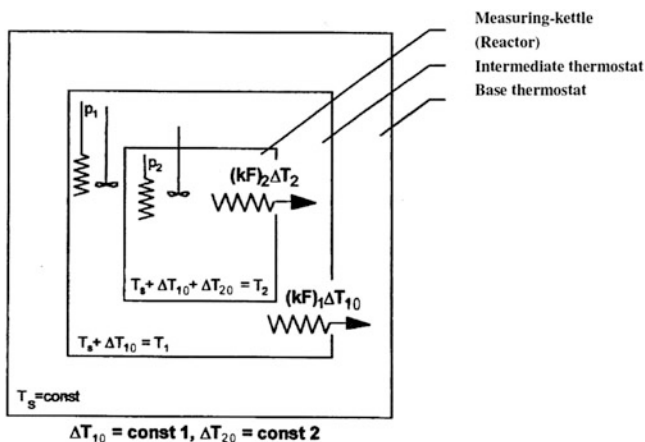 Measuring-kettle
(Reactor)
Intermediate thermostat
Base thermostat
p₁
p₂
(kF)₂ΔT₂
Tₛ+ ΔT₁₀+ ΔT₂₀ = T₂
(kF)₁ΔT₁₀
Tₛ+ ΔT₁₀ = T₁
T_S=const
ΔT₁₀ = const 1, ΔT₂₀ = const 2